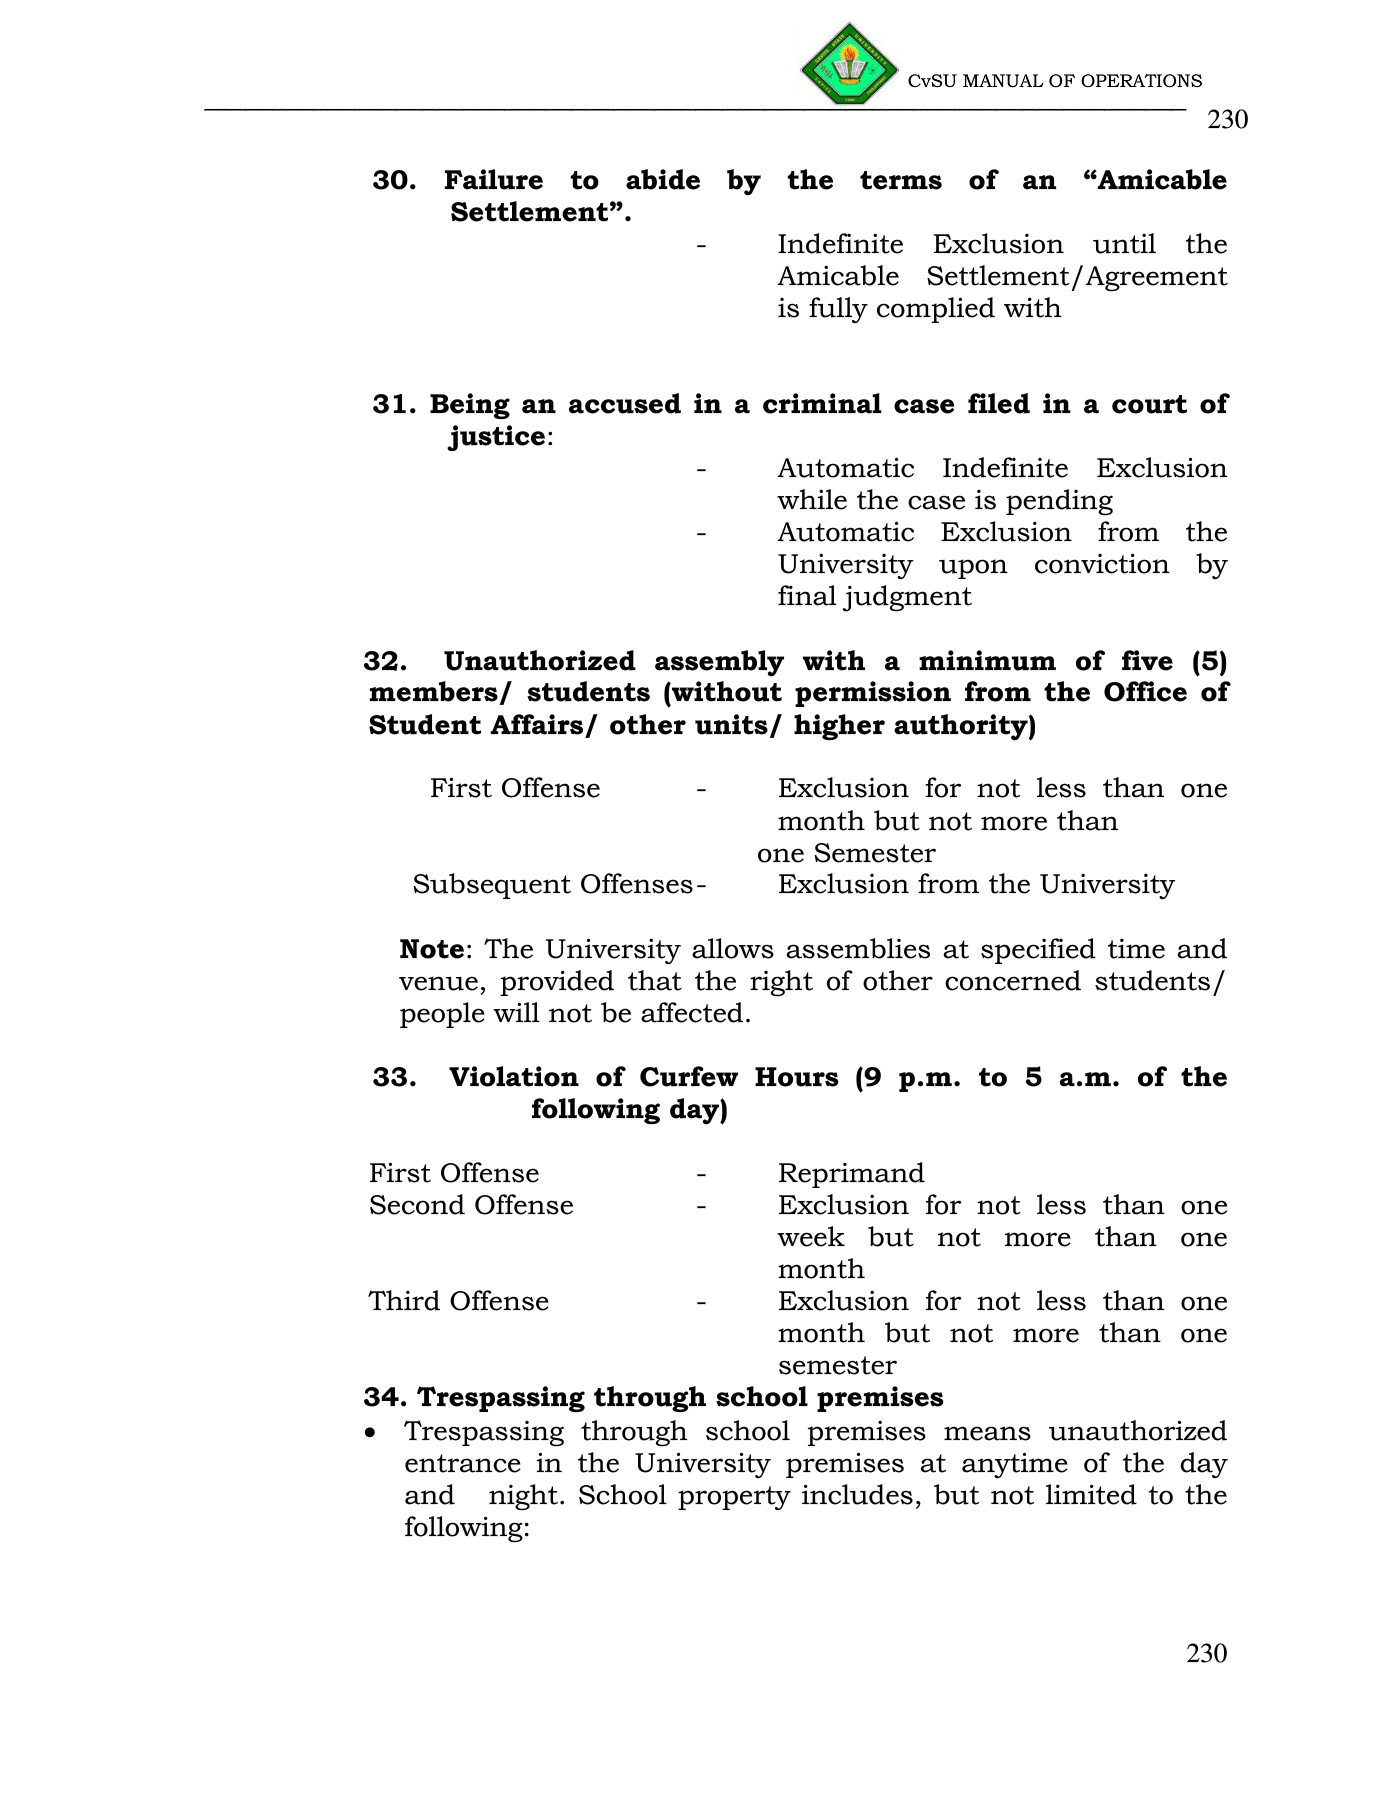 CvSU MANUAL OF OPERATIONS
230
30. Failure to abide by the terms of an “Amicable
Settlement”.
- Indefinite Exclusion until the
Amicable Settlement/Agreement
is fully complied with
31. Being an accused in a criminal case filed in a court of
justice:
- Automatic Indefinite Exclusion
while the case is pending
- Automatic Exclusion from the
University upon conviction by
final judgment
32. Unauthorized assembly with a minimum of five (5)
members/ students (without permission from the Office of
Student Affairs/ other units/ higher authority)
First Offense - Exclusion for not less than one
month but not more than
one Semester
Subsequent Offenses- Exclusion from the University
Note: The University allows assemblies at specified time and
venue, provided that the right of other concerned students/
people will not be affected.
33. Violation of Curfew Hours (9 p.m. to 5 a.m. of the
following day)
First Offense - Reprimand
Second Offense - Exclusion for not less than one
week but not more than one
month
Third Offense - Exclusion for not less than one
month but not more than one
semester
34. Trespassing through school premises
• Trespassing through school premises means unauthorized
entrance in the University premises at anytime of the day
and night. School property includes, but not limited to the
following:
230